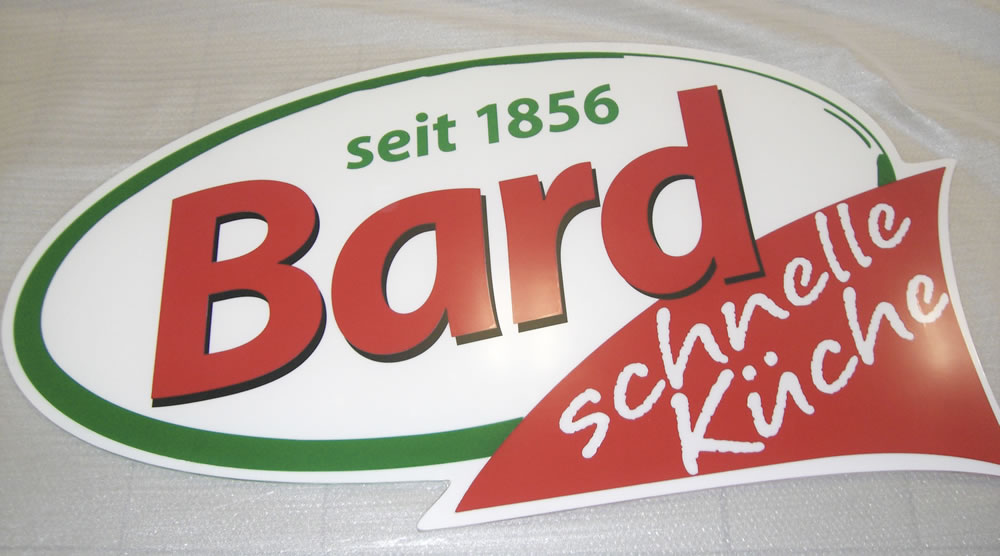 seit 1856
Bard
schnelle
Küche